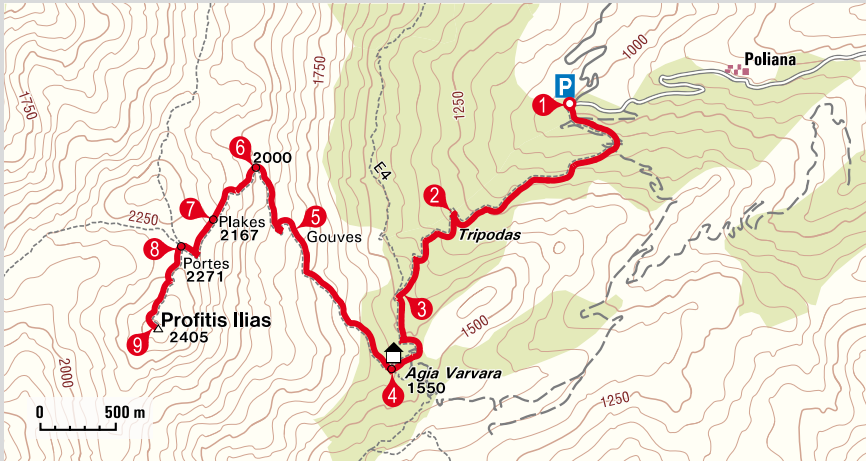 1000
Poliana
P
1
1750
1750
1250
E4
6
2000
2
7
5
Plakes
2167
Gouves
Tripodas
2250
8
Portes
2271
3
Profitis Ilias
2405
9
1500
2000
Agia Varvara
1550
4
1250
0 500 m